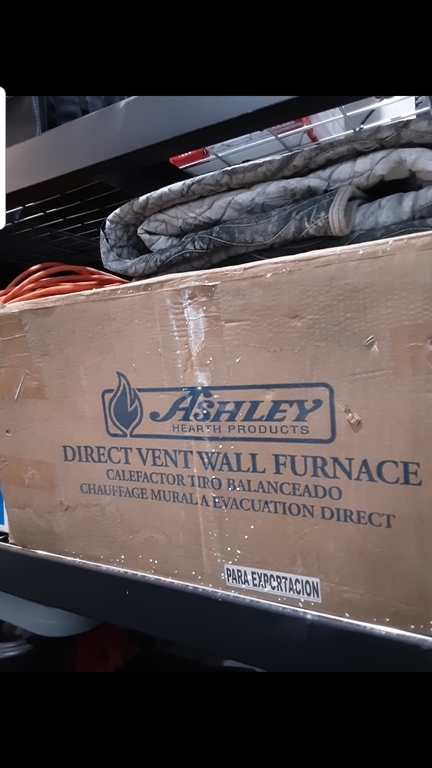 ASHLEY
HEARTH PRODUCTS
DIRECT VENT WALL FURNACE
CALEFACTOR TIRO BALANCEADO
CHAUFFAGE MURAL A EVACUATION DIRECT
PARA EXPORTACION